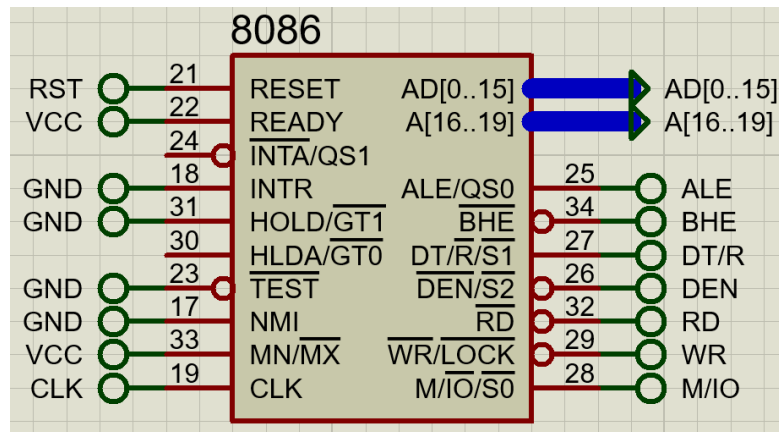 8086
RST 21 RESET AD[0..15] AD[0..15]
VCC 22 READY A[16..19] A[16..19]
24 INTA/QS1
GND 18 INTR ALE/QS0 25 ALE
GND 31 HOLD/GT1 BHE 34 BHE
30 HLDA/GT0 DT/R/S1 27 DT/R
GND 23 TEST DEN/S2 26 DEN
GND 17 NMI RD 32 RD
VCC 33 MN/MX WR/LOCK 29 WR
CLK 19 CLK M/IO/S0 28 M/IO